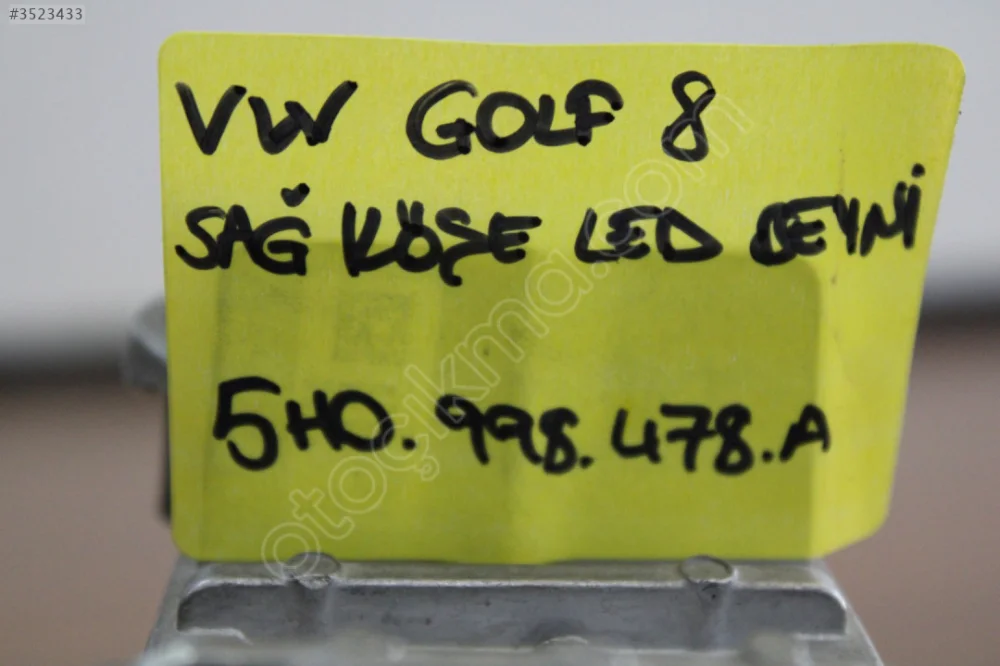 #3523433
VW GOLF 8
SAĞ KÖŞE LED BEYNİ
5H0.998.478.A
otoçıkma.com